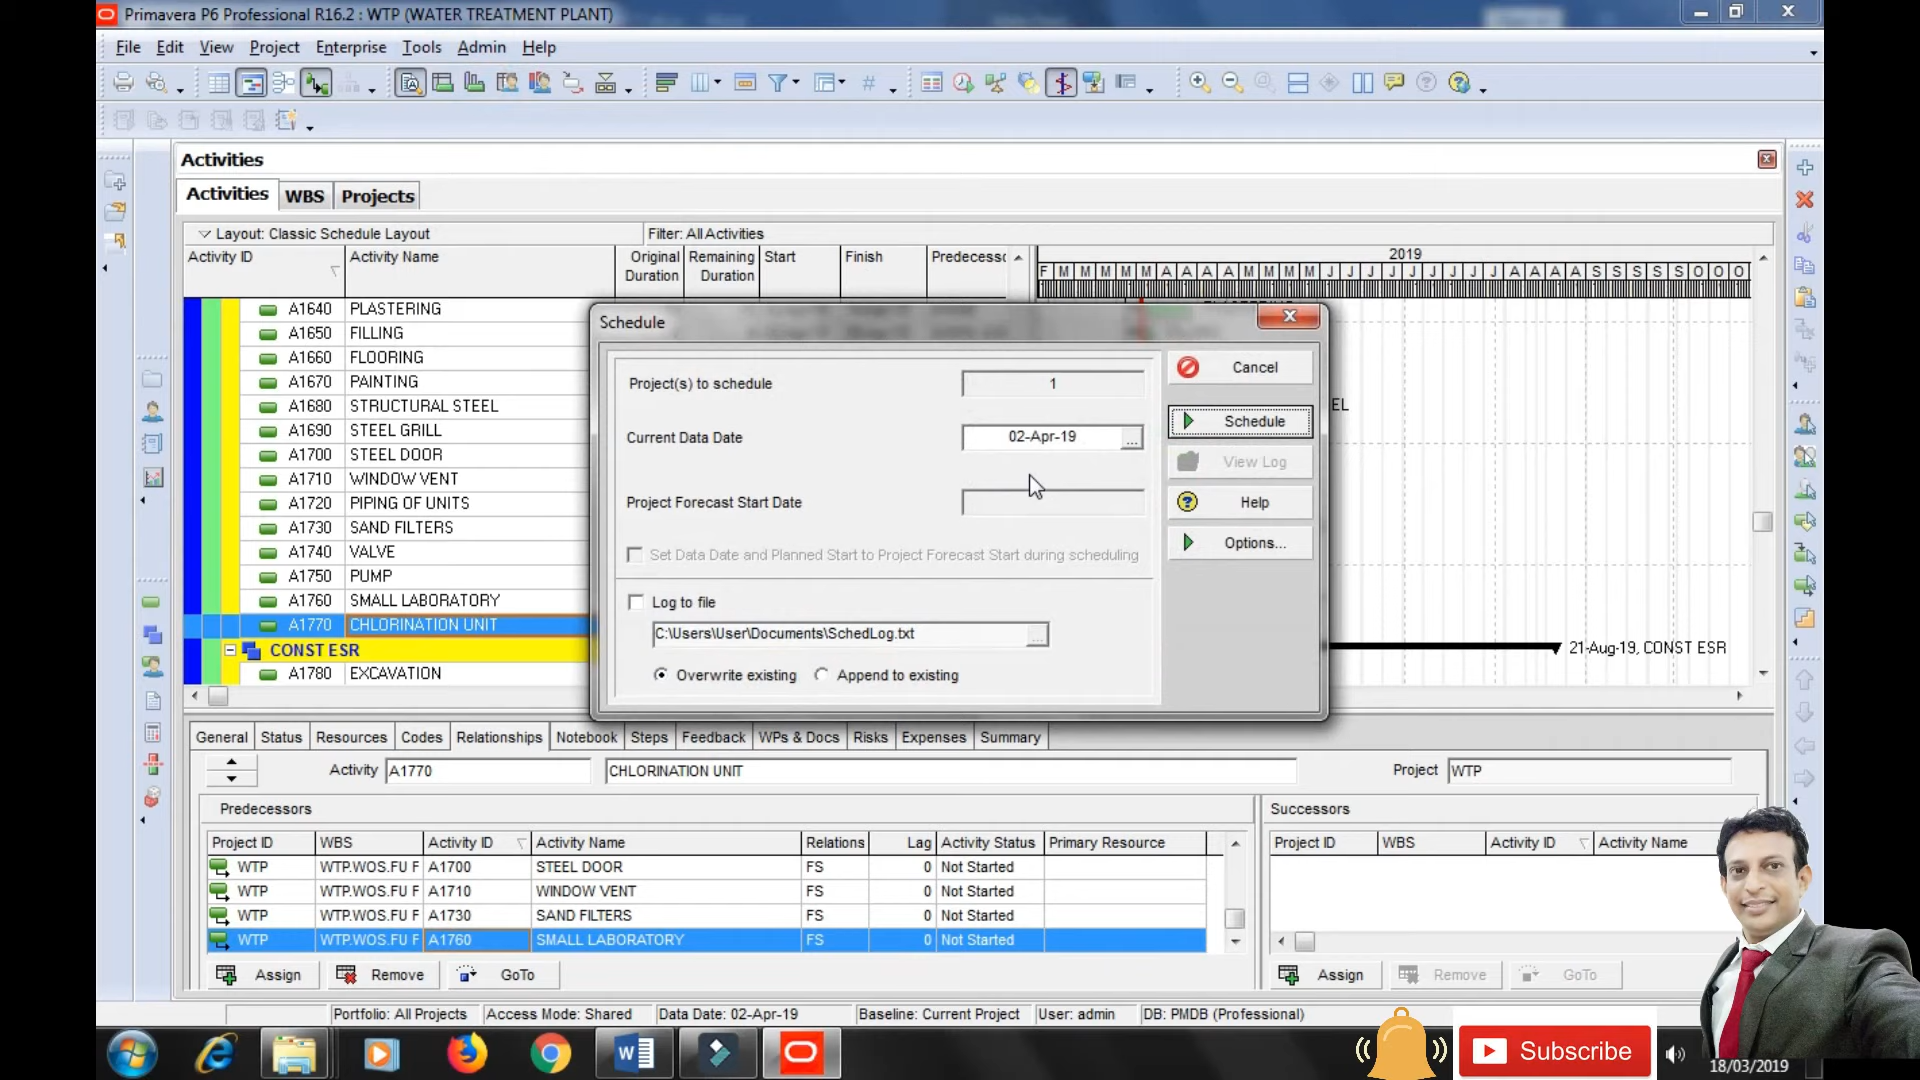 Primavera P6 Professional R16.2 : WTP (WATER TREATMENT PLANT)
File Edit View Project Enterprise Tools Admin Help
Activities
Activities WBS Projects
Layout: Classic Schedule Layout Filter: All Activities
Activity ID Activity Name Original Duration Remaining Duration Start Finish Predecess 2019
F M M M M M A A A A M M M M J J J J J J A A A A S S S S S O O O
A1640 PLASTERING
A1650 FILLING
A1660 FLOORING
A1670 PAINTING
A1680 STRUCTURAL STEEL EL
A1690 STEEL GRILL
A1700 STEEL DOOR
A1710 WINDOW VENT
A1720 PIPING OF UNITS
A1730 SAND FILTERS
A1740 VALVE
A1750 PUMP
A1760 SMALL LABORATORY
A1770 CHLORINATION UNIT
CONST ESR 21-Aug-19, CONST ESR
A1780 EXCAVATION
Schedule
Project(s) to schedule 1 Cancel
Current Data Date 02-Apr-19 ... Schedule
View Log
Project Forecast Start Date Help
Set Data Date and Planned Start to Project Forecast Start during scheduling Options...
Log to file
C:\Users\User\Documents\SchedLog.txt ...
Overwrite existing Append to existing
General Status Resources Codes Relationships Notebook Steps Feedback WPs & Docs Risks Expenses Summary
Activity A1770 CHLORINATION UNIT Project WTP
Predecessors Successors
Project ID WBS Activity ID Activity Name Relations Lag Activity Status Primary Resource Project ID WBS Activity ID Activity Name
WTP WTP.WOS.FU F A1700 STEEL DOOR FS 0 Not Started
WTP WTP.WOS.FU F A1710 WINDOW VENT FS 0 Not Started
WTP WTP.WOS.FU F A1730 SAND FILTERS FS 0 Not Started
WTP WTP.WOS.FU F A1760 SMALL LABORATORY FS 0 Not Started
Assign Remove GoTo Assign Remove GoTo
Portfolio: All Projects Access Mode: Shared Data Date: 02-Apr-19 Baseline: Current Project User: admin DB: PMDB (Professional)
Subscribe
18/03/2019